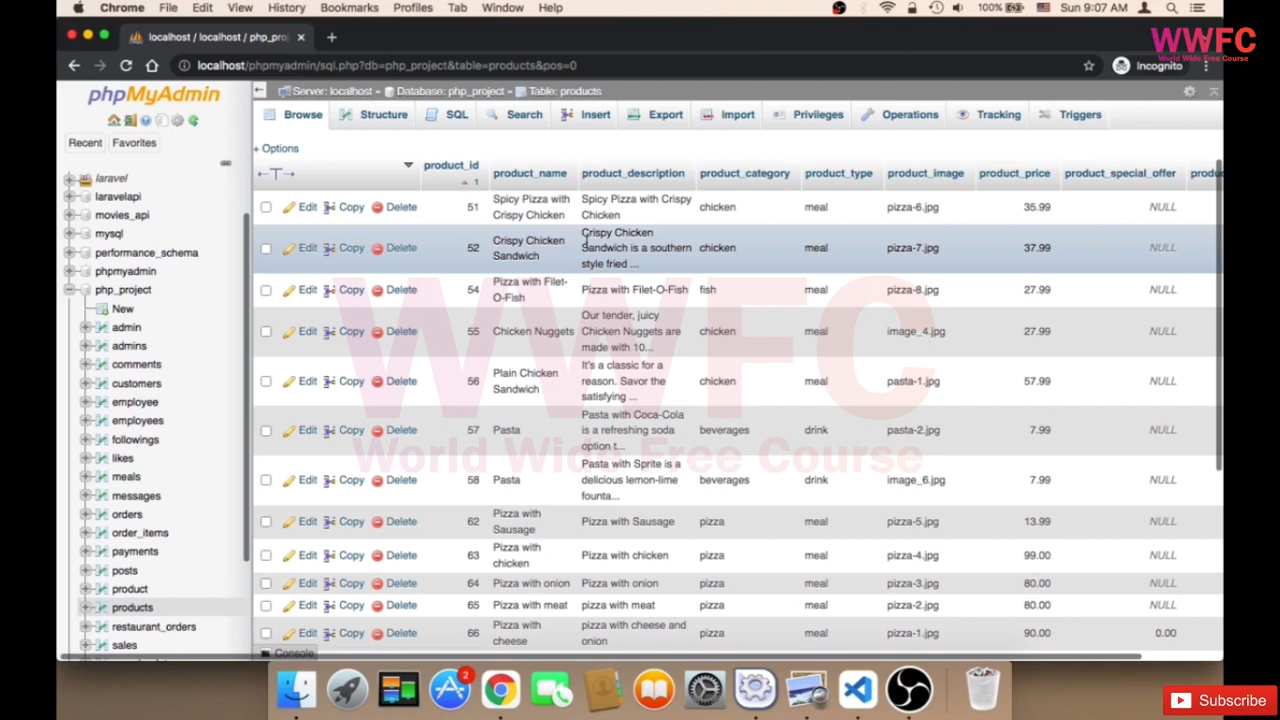 Chrome File Edit View History Bookmarks Profiles Tab Window Help 100% Sun 9:07 AM
localhost / localhost / php_pro
WWFC
World Wide Free Course
localhost/phpmyadmin/sql.php?db=php_project&table=products&pos=0
Incognito
phpMyAdmin
Server: localhost » Database: php_project » Table: products
Browse Structure SQL Search Insert Export Import Privileges Operations Tracking Triggers
Recent Favorites
+ Options
laravel
laravelapi
movies_api
mysql
performance_schema
phpmyadmin
php_project
New
admin
admins
comments
customers
employee
employees
followings
likes
meals
messages
orders
order_items
payments
posts
product
products
restaurant_orders
sales
←T→ product_id 1 product_name product_description product_category product_type product_image product_price product_special_offer produ
Edit Copy Delete 51 Spicy Pizza with Crispy Chicken Spicy Pizza with Crispy Chicken chicken meal pizza-6.jpg 35.99 NULL
Edit Copy Delete 52 Crispy Chicken Sandwich Crispy Chicken Sandwich is a southern style fried ... chicken meal pizza-7.jpg 37.99 NULL
Edit Copy Delete 54 Pizza with Filet-O-Fish Pizza with Filet-O-Fish fish meal pizza-8.jpg 27.99 NULL
Edit Copy Delete 55 Chicken Nuggets Our tender, juicy Chicken Nuggets are made with 10... chicken meal image_4.jpg 27.99 NULL
Edit Copy Delete 56 Plain Chicken Sandwich It's a classic for a reason. Savor the satisfying ... chicken meal pasta-1.jpg 57.99 NULL
Edit Copy Delete 57 Pasta Pasta with Coca-Cola is a refreshing soda option t... beverages drink pasta-2.jpg 7.99 NULL
Edit Copy Delete 58 Pasta Pasta with Sprite is a delicious lemon-lime founta... beverages drink image_6.jpg 7.99 NULL
Edit Copy Delete 62 Pizza with Sausage Pizza with Sausage pizza meal pizza-5.jpg 13.99 NULL
Edit Copy Delete 63 Pizza with chicken Pizza with chicken pizza meal pizza-4.jpg 99.00 NULL
Edit Copy Delete 64 Pizza with onion Pizza with onion pizza meal pizza-3.jpg 80.00 NULL
Edit Copy Delete 65 Pizza with meat pizza with meat pizza meal pizza-2.jpg 80.00 NULL
Edit Copy Delete 66 Pizza with cheese pizza with cheese and onion pizza meal pizza-1.jpg 90.00 0.00
WWFC
World Wide Free Course
Console
2
Subscribe